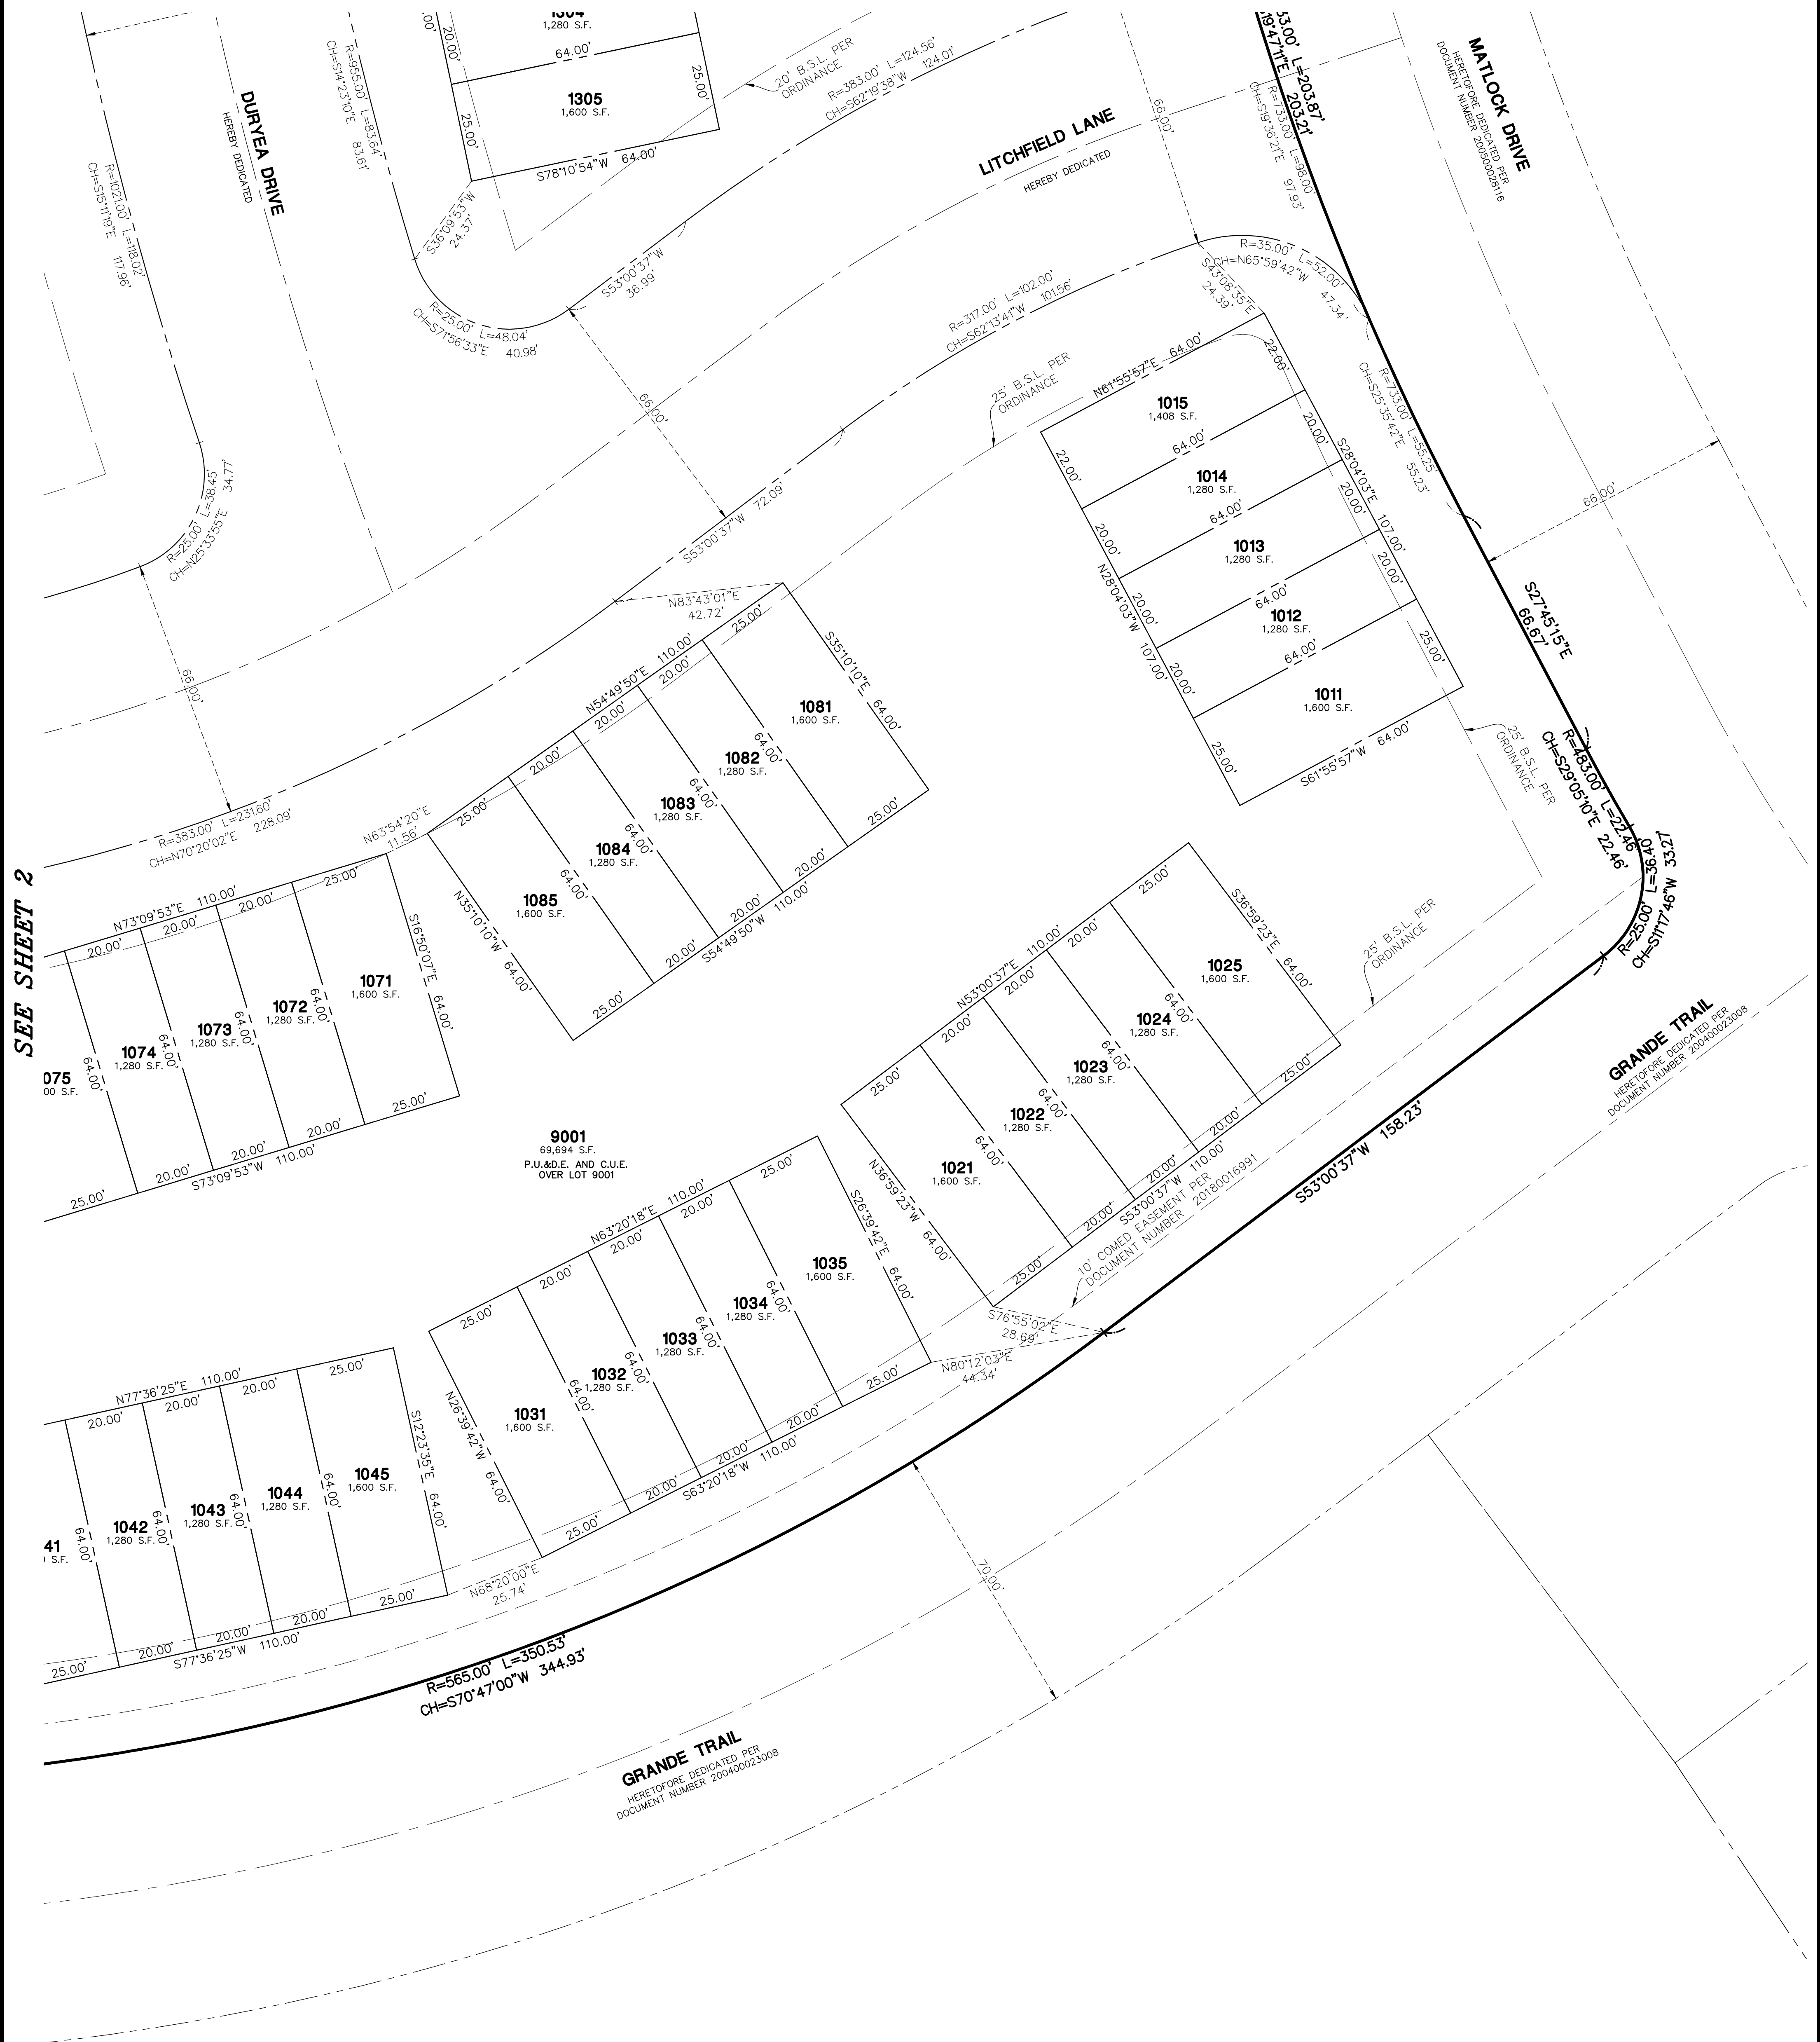 1304
1,280 S.F.
64.00'
20.00'
25.00'
1305
1,600 S.F.
25.00'
S78°10'54"W 64.00'
S36°09'53"W
24.37'
20' B.S.L. PER
ORDINANCE
R=383.00' L=124.56'
CH=S62°19'38"W 124.01'
R=955.00' L=83.64'
CH=S14°23'10"E 83.61'
DURYEA DRIVE
HEREBY DEDICATED
R=1021.00' L=118.02'
CH=S15°11'19"E 117.96'
R=25.00' L=48.04'
CH=S71°56'33"E 40.98'
S53°00'37"W
36.99'
66.00'
LITCHFIELD LANE
HEREBY DEDICATED
66.00'
R=733.00' L=98.00'
CH=S19°36'21"E 97.93'
L=203.87'
203.21'
MATLOCK DRIVE
HERETOFORE DEDICATED PER
DOCUMENT NUMBER 200500028116
R=35.00' L=52.00'
CH=N65°59'42"W 47.34'
S43°08'35"E
24.39'
R=317.00' L=102.00'
CH=S62°13'41"W 101.56'
25' B.S.L. PER
ORDINANCE
R=733.00' L=55.25'
CH=S25°35'42"E 55.23'
66.00'
N61°55'57"E 64.00'
22.00'
1015
1,408 S.F.
22.00'
64.00'
20.00'
1014
1,280 S.F.
20.00'
64.00'
S28°04'03"E 107.00'
20.00'
1013
1,280 S.F.
N28°04'03"W 107.00'
20.00'
64.00'
20.00'
1012
1,280 S.F.
20.00'
64.00'
25.00'
1011
1,600 S.F.
25.00'
S61°55'57"W 64.00'
S27°45'15"E
66.67'
25' B.S.L. PER
ORDINANCE
R=483.00' L=22.46'
CH=S29°05'10"E 22.46'
R=25.00' L=36.40'
CH=S11°17'46"W 33.27'
R=25.00' L=38.45'
CH=N25°33'55"E 34.77'
66.00'
S53°00'37"W 72.09'
N83°43'01"E
42.72'
R=383.00' L=231.60'
CH=N70°20'02"E 228.09'
N63°54'20"E
11.56'
N54°49'50"E 110.00'
25.00'
20.00'
20.00'
20.00'
25.00'
S35°10'10"E 64.00'
1081
1,600 S.F.
64.00'
1082
1,280 S.F.
64.00'
1083
1,280 S.F.
64.00'
1084
1,280 S.F.
64.00'
1085
1,600 S.F.
N35°10'10"W 64.00'
25.00'
20.00'
20.00'
20.00'
25.00'
S54°49'50"W 110.00'
SEE SHEET 2
N73°09'53"E 110.00'
20.00'
20.00'
20.00'
25.00'
S16°50'07"E 64.00'
1071
1,600 S.F.
64.00'
1072
1,280 S.F.
64.00'
1073
1,280 S.F.
64.00'
1074
1,280 S.F.
64.00'
075
00 S.F.
25.00'
20.00'
20.00'
20.00'
25.00'
S73°09'53"W 110.00'
9001
69,694 S.F.
P.U.&D.E. AND C.U.E.
OVER LOT 9001
N53°00'37"E 110.00'
25.00'
20.00'
20.00'
20.00'
25.00'
S36°59'23"E 64.00'
1025
1,600 S.F.
64.00'
1024
1,280 S.F.
64.00'
1023
1,280 S.F.
64.00'
1022
1,280 S.F.
64.00'
1021
1,600 S.F.
N36°59'23"W 64.00'
25.00'
20.00'
20.00'
20.00'
25.00'
S53°00'37"W 110.00'
25' B.S.L. PER
ORDINANCE
10' COMED EASEMENT PER
DOCUMENT NUMBER 201800016991
S53°00'37"W 158.23'
GRANDE TRAIL
HERETOFORE DEDICATED PER
DOCUMENT NUMBER 200400023008
S76°55'02"E
28.69'
N80°12'03"E
44.34'
N63°20'18"E 110.00'
25.00'
20.00'
20.00'
20.00'
25.00'
S26°39'42"E 64.00'
1035
1,600 S.F.
64.00'
1034
1,280 S.F.
64.00'
1033
1,280 S.F.
64.00'
1032
1,280 S.F.
64.00'
1031
1,600 S.F.
N26°39'42"W 64.00'
25.00'
20.00'
20.00'
20.00'
25.00'
S63°20'18"W 110.00'
N77°36'25"E 110.00'
20.00'
20.00'
20.00'
25.00'
S12°23'35"E 64.00'
1045
1,600 S.F.
64.00'
1044
1,280 S.F.
64.00'
1043
1,280 S.F.
64.00'
1042
1,280 S.F.
64.00'
41
S.F.
25.00'
20.00'
20.00'
20.00'
25.00'
S77°36'25"W 110.00'
N68°20'00"E
25.74'
R=565.00' L=350.53'
CH=S70°47'00"W 344.93'
70.00'
GRANDE TRAIL
HERETOFORE DEDICATED PER
DOCUMENT NUMBER 200400023008